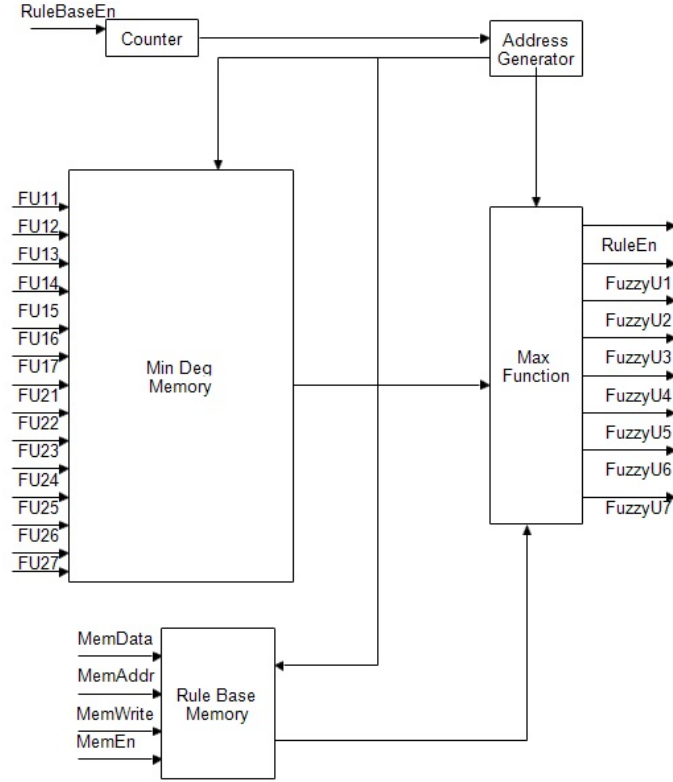 RuleBaseEn
Counter
Address
Generator
FU11
FU12
FU13
FU14
FU15
FU16
FU17
FU21
FU22
FU23
FU24
FU25
FU26
FU27
Min Deg
Memory
Max
Function
RuleEn
FuzzyU1
FuzzyU2
FuzzyU3
FuzzyU4
FuzzyU5
FuzzyU6
FuzzyU7
MemData
MemAddr
MemWrite
MemEn
Rule Base
Memory